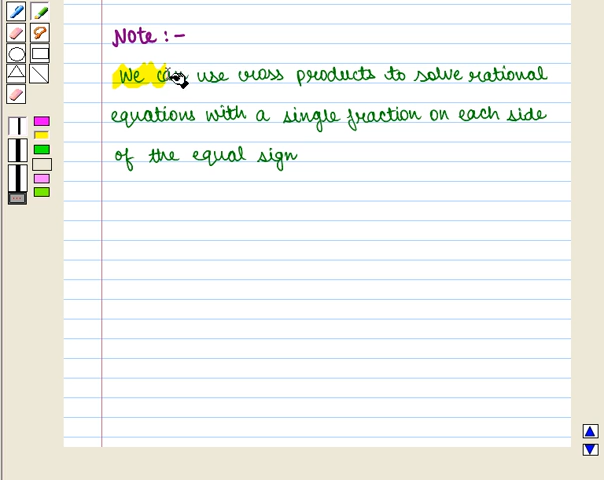 Note :-
We can use cross products to solve rational
equations with a single fraction on each side
of the equal sign